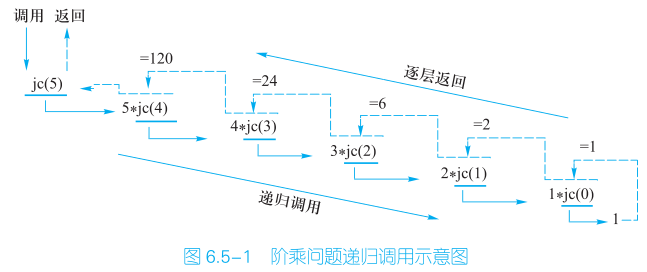 调用 返回
jc(5)
=120
5*jc(4)
=24
4*jc(3)
=6
3*jc(2)
=2
2*jc(1)
=1
1*jc(0)
1
逐层返回
递归调用
图 6.5-1 阶乘问题递归调用示意图